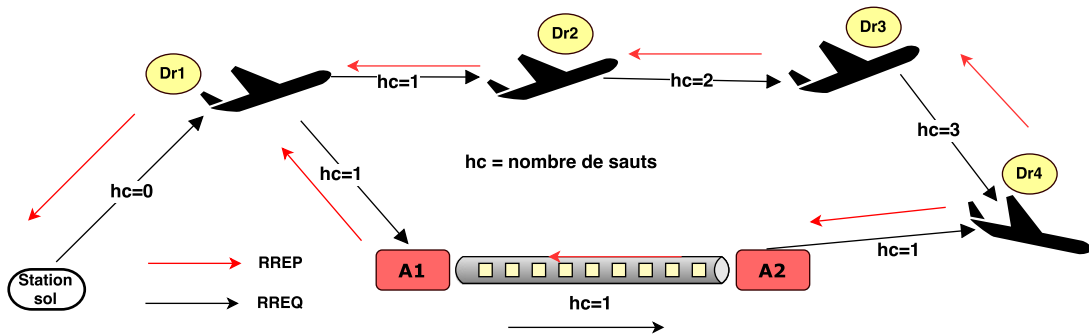 Dr1
Dr2
Dr3
hc=1
hc=2
hc=3
hc=0
hc=1
hc = nombre de sauts
Dr4
A1
A2
hc=1
Station
sol
RREP
hc=1
RREQ